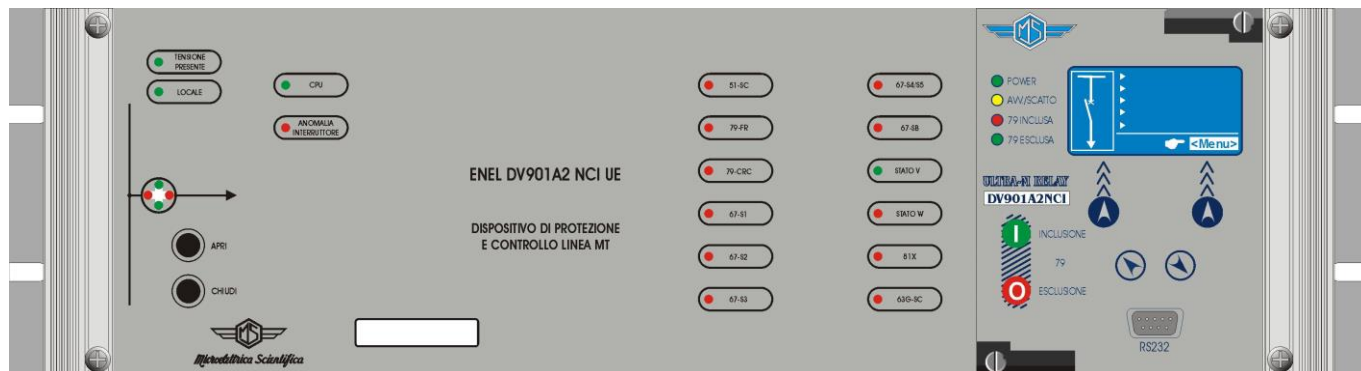 TENSIONE
PRESENTE
LOCALE
CPU
ANOMALIA
INTERRUTTORE
APRI
CHIUDI
MS
Microelettrica Scientifica
ENEL DV901A2 NCI UE
DISPOSITIVO DI PROTEZIONE
E CONTROLLO LINEA MT
51-SC
79-FR
79-CRC
67-S1
67-S2
67-S3
67-S4/S5
67-SB
STATO V
STATO W
81X
63G-SC
MS
POWER
AVV/SCATTO
79 INCLUSA
79 ESCLUSA
<Menu>
ULTRA-N RELAY
DV901A2NCI
I
INCLUSIONE
79
O
ESCLUSIONE
RS232